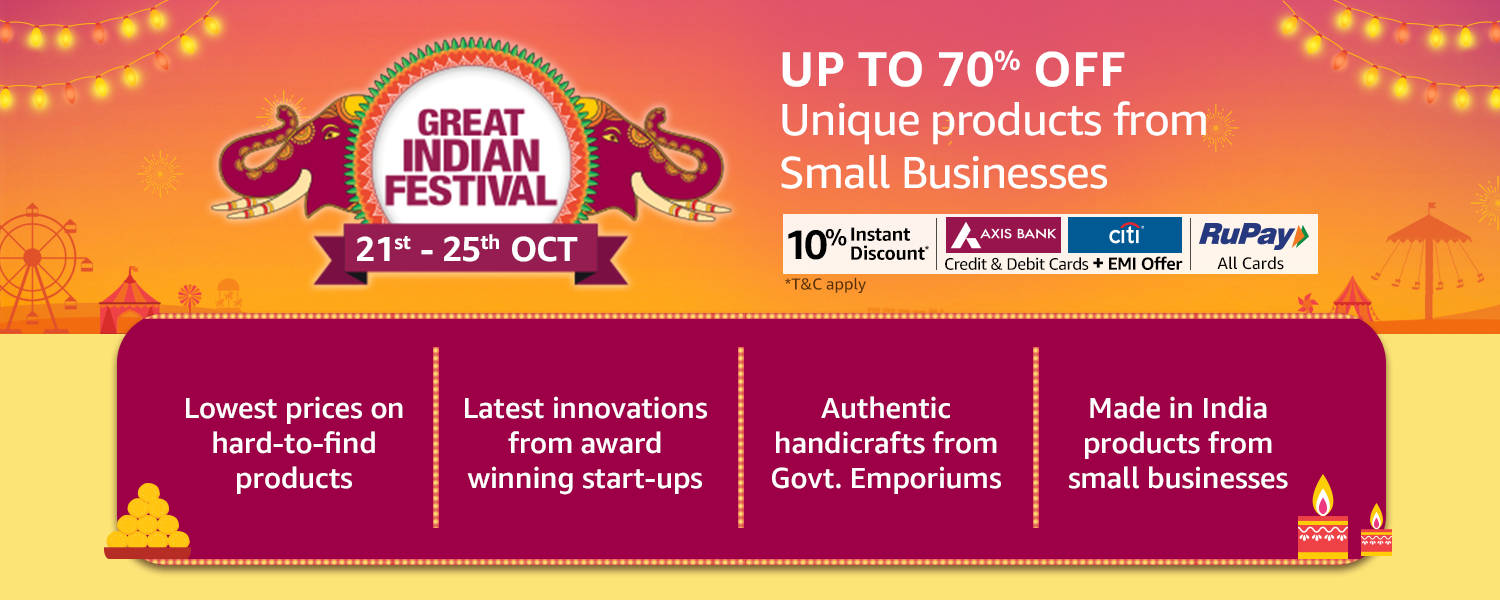 GREAT
INDIAN
FESTIVAL
21st - 25th OCT
UP TO 70% OFF
Unique products from
Small Businesses
10% Instant
Discount*
AXIS BANK
citi
Credit & Debit Cards + EMI Offer
RuPay
All Cards
*T&C apply
Lowest prices on
hard-to-find
products
Latest innovations
from award
winning start-ups
Authentic
handicrafts from
Govt. Emporiums
Made in India
products from
small businesses